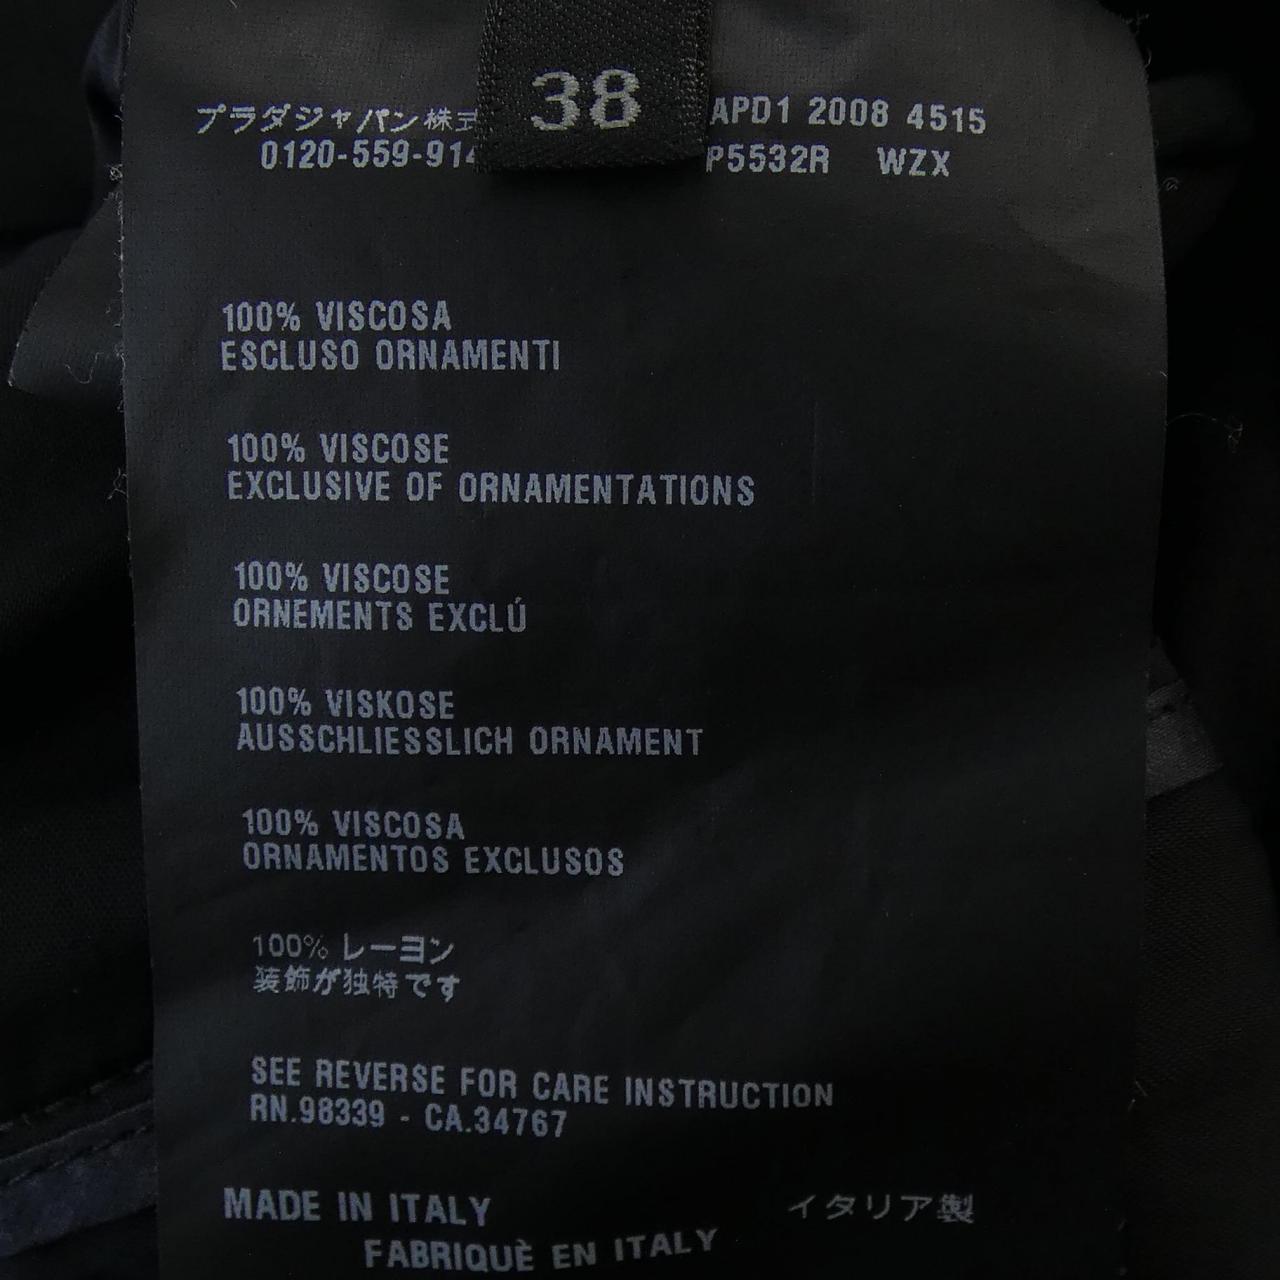 38
プラダジャパン株式 APD1 2008 4515
0120-559-914 P5532R WZX
100% VISCOSA
ESCLUSO ORNAMENTI
100% VISCOSE
EXCLUSIVE OF ORNAMENTATIONS
100% VISCOSE
ORNEMENTS EXCLÚ
100% VISKOSE
AUSSCHLIESSLICH ORNAMENT
100% VISCOSA
ORNAMENTOS EXCLUSOS
100% レーヨン
装飾が独特です
SEE REVERSE FOR CARE INSTRUCTION
RN.98339 - CA.34767
MADE IN ITALY イタリア製
FABRIQUÈ EN ITALY